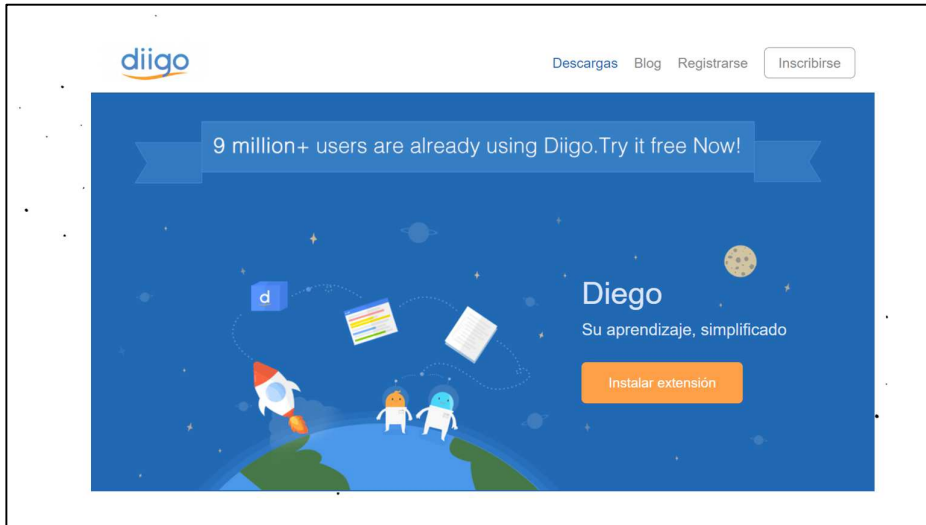 diigo
Descargas Blog Registrarse Inscribirse
9 million+ users are already using Diigo.Try it free Now!
d
Diego
Su aprendizaje, simplificado
Instalar extensión